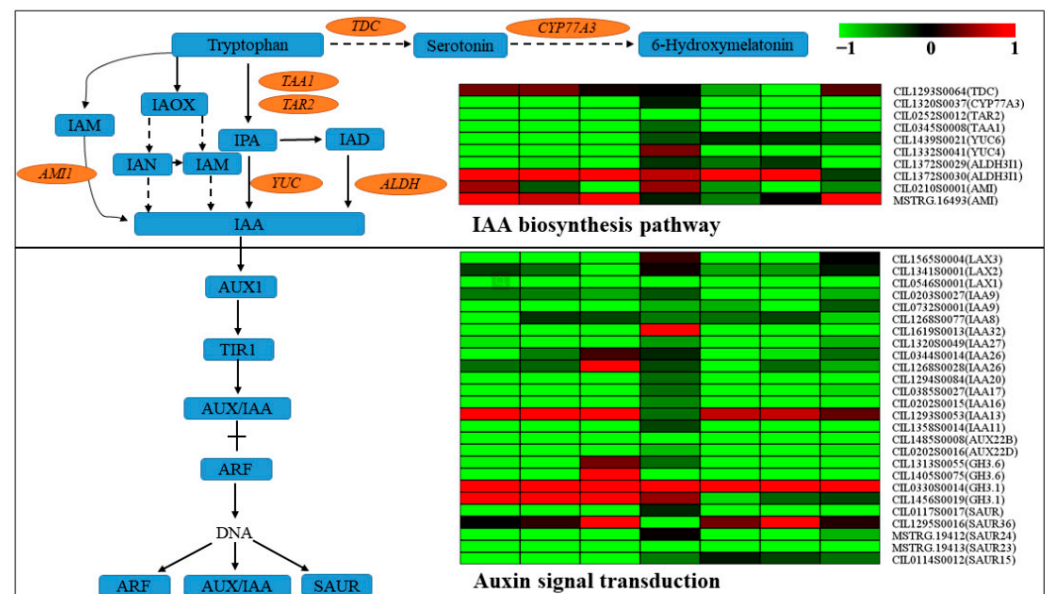 TDC
CYP77A3
Tryptophan
Serotonin
6-Hydroxymelatonin
−1
0
1
TAA1
TAR2
IAOX
IAM
IPA
IAD
IAN
IAM
AMI1
YUC
ALDH
IAA
CIL1293S0064(TDC)
CIL1320S037(CYP77A3)
CIL0252S0012(TAR2)
CIL0345S0008(TAA1)
CIL1439S0021(YUC6)
CIL1332S0041(YUC4)
CIL1372S0029(ALDH3I1)
CIL1372S0030(ALDH3I1)
CIL0210S0001(AMI)
MSTRG.16493(AMI)
IAA biosynthesis pathway
AUX1
TIR1
AUX/IAA
ARF
DNA
ARF
AUX/IAA
SAUR
CIL1565S0004(LAX3)
CIL1341S0001(LAX2)
CIL0546S0001(LAX1)
CIL0203S0027(IAA9)
CIL0732S0001(IAA9)
CIL1268S0077(IAA8)
CIL1619S0013(IAA32)
CIL1320S0049(IAA27)
CIL0344S0014(IAA26)
CIL1268S0028(IAA26)
CIL1294S0084(IAA20)
CIL0385S0027(IAA17)
CIL0202S0015(IAA16)
CIL1293S0053(IAA13)
CIL1358S0014(IAA11)
CIL1485S0008(AUX22B)
CIL0202S0016(AUX22D)
CIL1313S0055(GH3.6)
CIL1405S0075(GH3.6)
CIL0330S0014(GH3.1)
CIL1456S0019(GH3.1)
CIL0117S0017(SAUR)
CIL1295S0016(SAUR36)
MSTRG.19412(SAUR24)
MSTRG.19413(SAUR23)
CIL0114S0012(SAUR15)
Auxin signal transduction